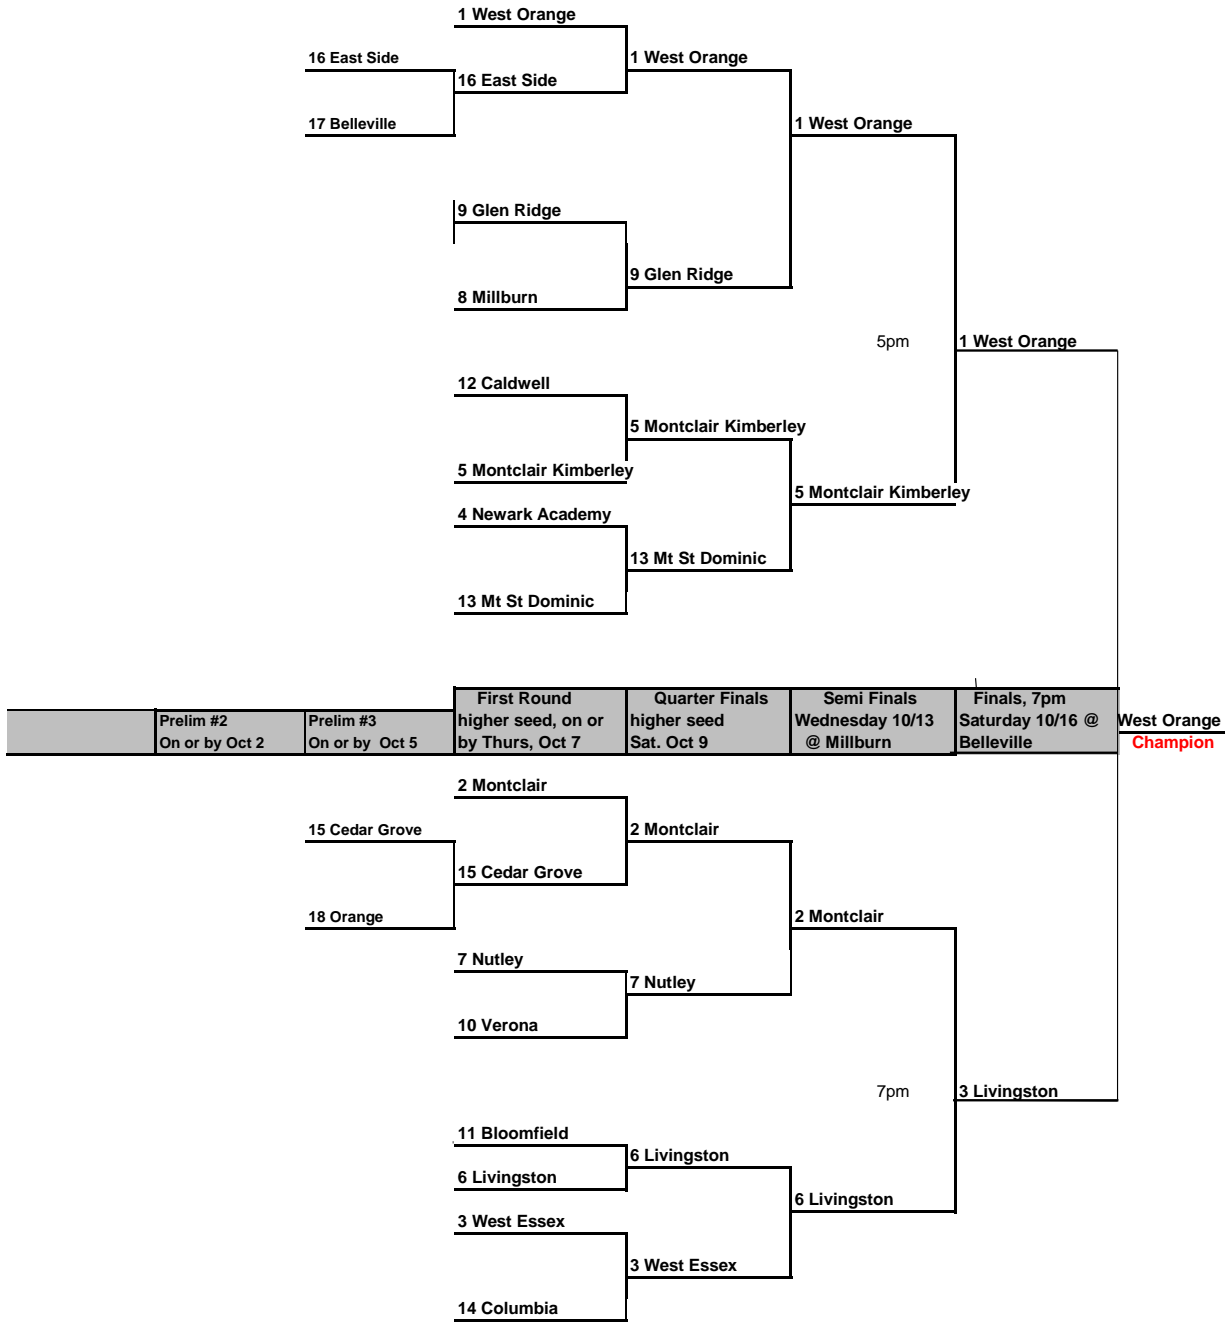 1 West Orange
16 East Side
1 West Orange
16 East Side
17 Belleville
1 West Orange
9 Glen Ridge
9 Glen Ridge
8 Millburn
5pm
1 West Orange
12 Caldwell
5 Montclair Kimberley
5 Montclair Kimberley
5 Montclair Kimberley
4 Newark Academy
13 Mt St Dominic
13 Mt St Dominic
Prelim #2
On or by Oct 2
Prelim #3
On or by Oct 5
First Round
higher seed, on or
by Thurs, Oct 7
Quarter Finals
higher seed
Sat. Oct 9
Semi Finals
Wednesday 10/13
@ Millburn
Finals, 7pm
Saturday 10/16 @
Belleville
West Orange
Champion
2 Montclair
15 Cedar Grove
2 Montclair
15 Cedar Grove
18 Orange
2 Montclair
7 Nutley
7 Nutley
10 Verona
7pm
3 Livingston
11 Bloomfield
6 Livingston
6 Livingston
6 Livingston
3 West Essex
3 West Essex
14 Columbia